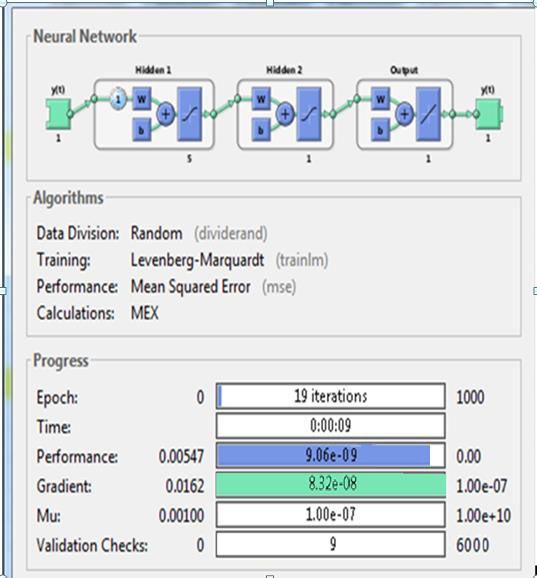 Neural Network
Hidden 1 Hidden 2 Output
y(t) y(t)
1 W W W
b b b
1 5 1 1 1
Algorithms
Data Division: Random (dividerand)
Training: Levenberg-Marquardt (trainlm)
Performance: Mean Squared Error (mse)
Calculations: MEX
Progress
Epoch: 0 19 iterations 1000
Time: 0:00:09
Performance: 0.00547 9.06e-09 0.00
Gradient: 0.0162 8.32e-08 1.00e-07
Mu: 0.00100 1.00e-07 1.00e+10
Validation Checks: 0 9 6000